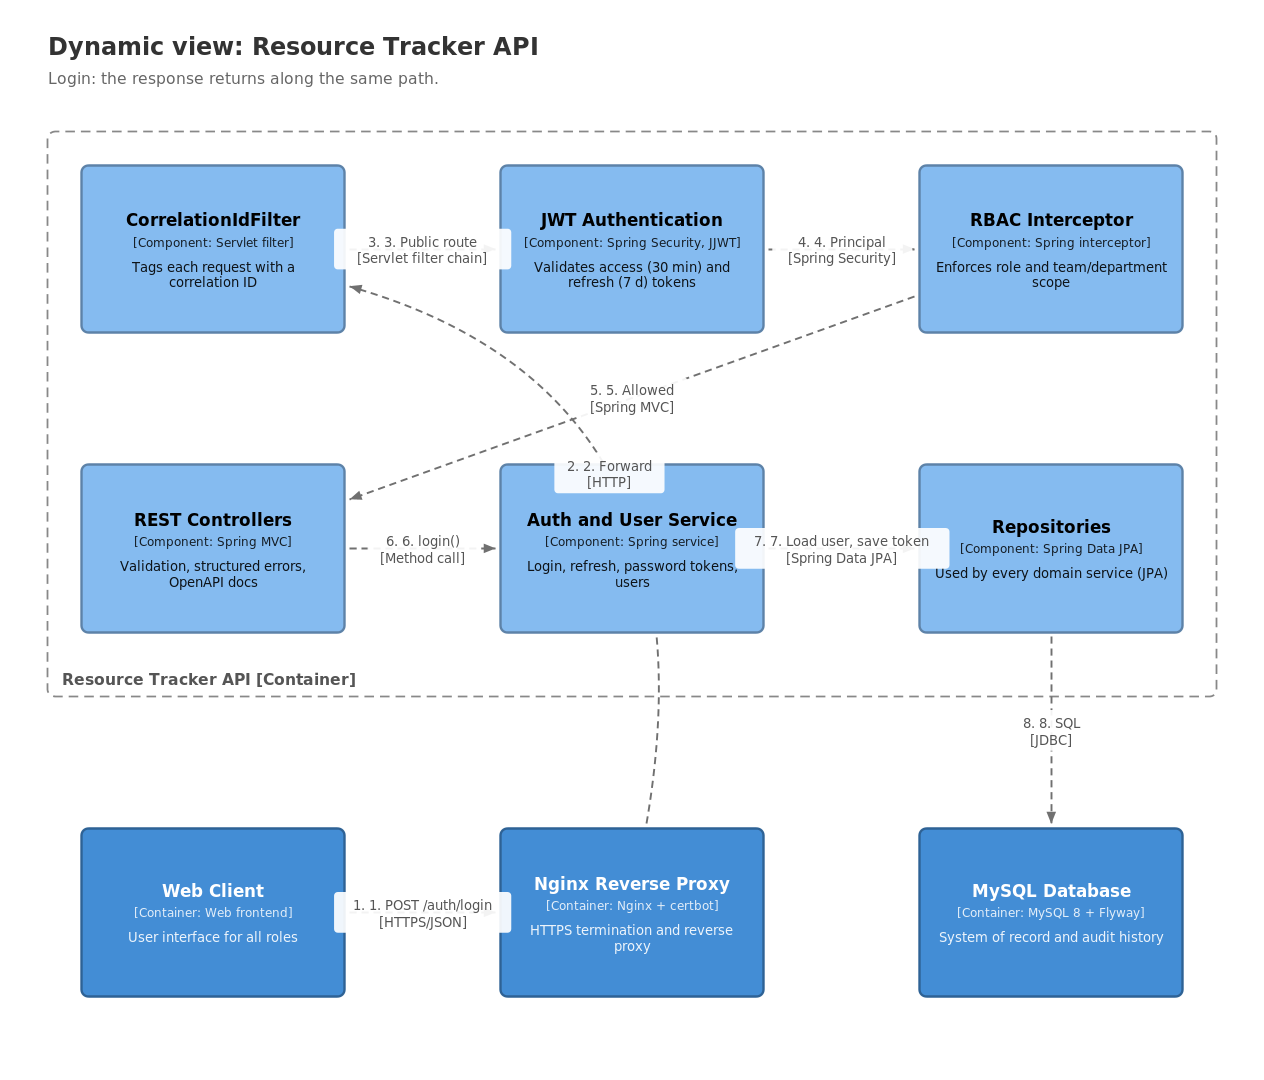 Dynamic view: Resource Tracker API
Login: the response returns along the same path.
CorrelationIdFilter
[Component: Servlet filter]
Tags each request with a
correlation ID
3. 3. Public route
[Servlet filter chain]
JWT Authentication
[Component: Spring Security, JJWT]
Validates access (30 min) and
refresh (7 d) tokens
4. 4. Principal
[Spring Security]
RBAC Interceptor
[Component: Spring interceptor]
Enforces role and team/department
scope
5. 5. Allowed
[Spring MVC]
2. 2. Forward
[HTTP]
REST Controllers
[Component: Spring MVC]
Validation, structured errors,
OpenAPI docs
6. 6. login()
[Method call]
Auth and User Service
[Component: Spring service]
Login, refresh, password tokens,
users
7. 7. Load user, save token
[Spring Data JPA]
Repositories
[Component: Spring Data JPA]
Used by every domain service (JPA)
Resource Tracker API [Container]
8. 8. SQL
[JDBC]
Web Client
[Container: Web frontend]
User interface for all roles
1. 1. POST /auth/login
[HTTPS/JSON]
Nginx Reverse Proxy
[Container: Nginx + certbot]
HTTPS termination and reverse
proxy
MySQL Database
[Container: MySQL 8 + Flyway]
System of record and audit history